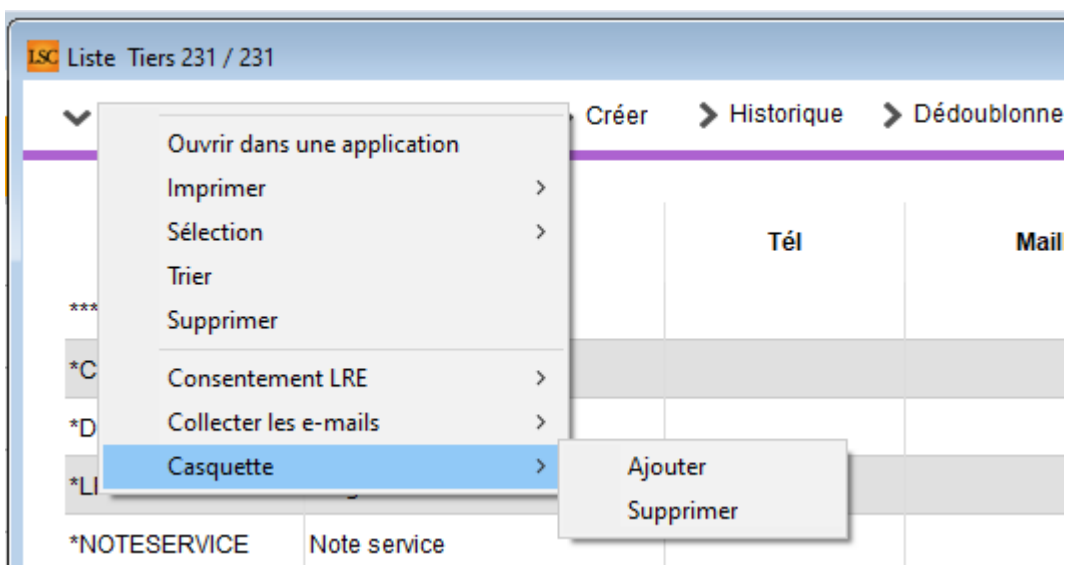 LSC Liste Tiers 231 / 231
Créer Historique Dédoublonne
Ouvrir dans une application
Imprimer
Sélection
Tél Mail
Trier
***
Supprimer
*C Consentement LRE
*D Collecter les e-mails
Casquette Ajouter
*LI
Supprimer
*NOTESERVICE Note service